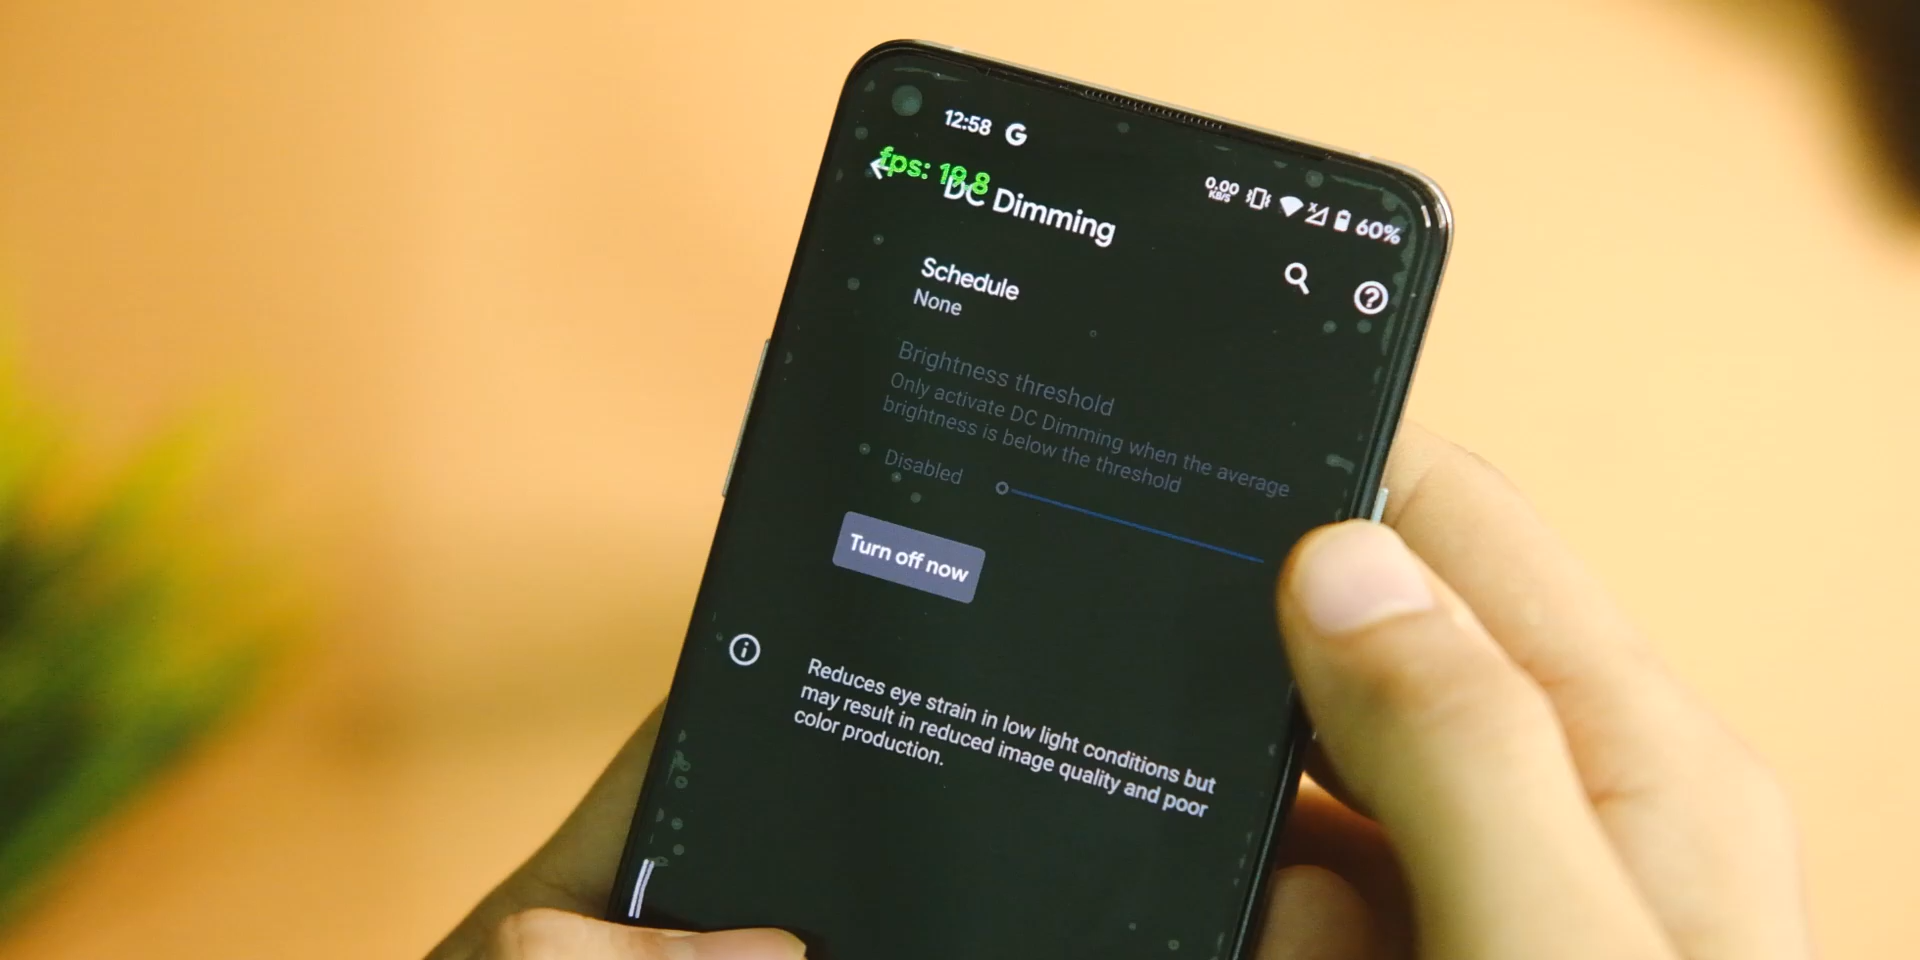 12:58 G
0.00
KB/S
60%
fps: 19.8
DC Dimming
Schedule
None
Brightness threshold
Only activate DC Dimming when the average
brightness is below the threshold
Disabled
Turn off now
Reduces eye strain in low light conditions but
may result in reduced image quality and poor
color production.